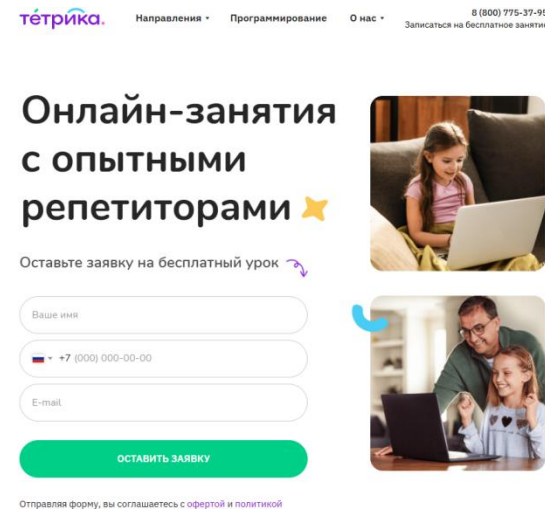 тетрика.
Направления
Программирование
О нас
8 (800) 775-37-95
Записаться на бесплатное занятие
Онлайн-занятия
с опытными
репетиторами
Оставьте заявку на бесплатный урок
Ваше имя
+7 (000) 000-00-00
E-mail
ОСТАВИТЬ ЗАЯВКУ
Отправляя форму, вы соглашаетесь с офертой и политикой